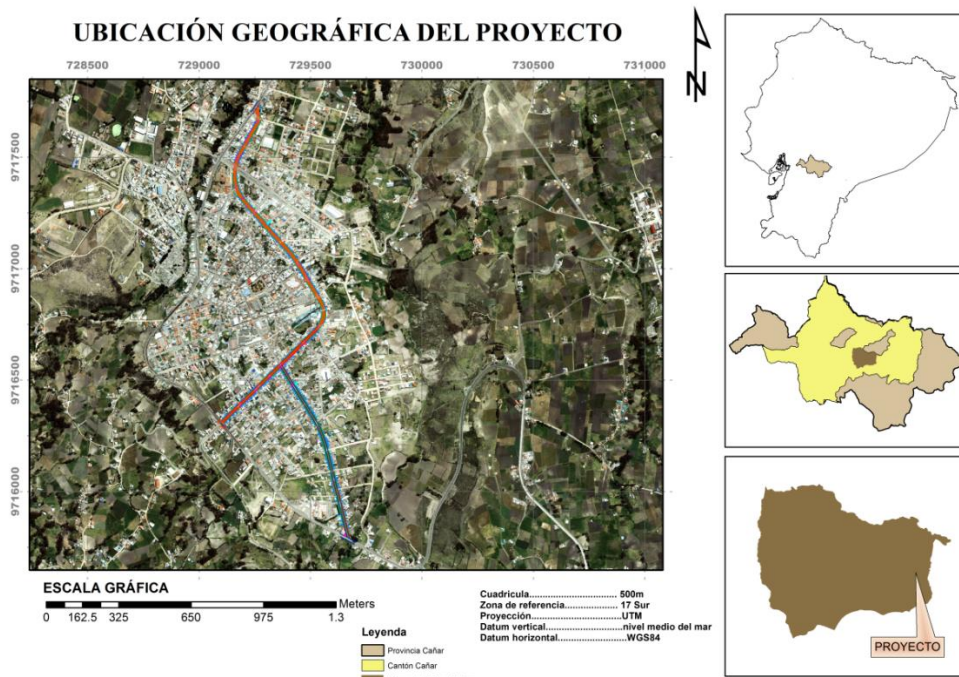 UBICACIÓN GEOGRÁFICA DEL PROYECTO
N
728500 729000 729500 730000 730500 731000
9717500
9717000
9716500
9716000
ESCALA GRÁFICA
Meters
0 162.5 325 650 975 1.3
Cuadricula.................... 500m
Zona de referencia................ 17 Sur
Proyección.....................UTM
Datum vertical..............nivel medio del mar
Datum horizontal...............WGS84
Leyenda
Provincia Cañar
Cantón Cañar
PROYECTO